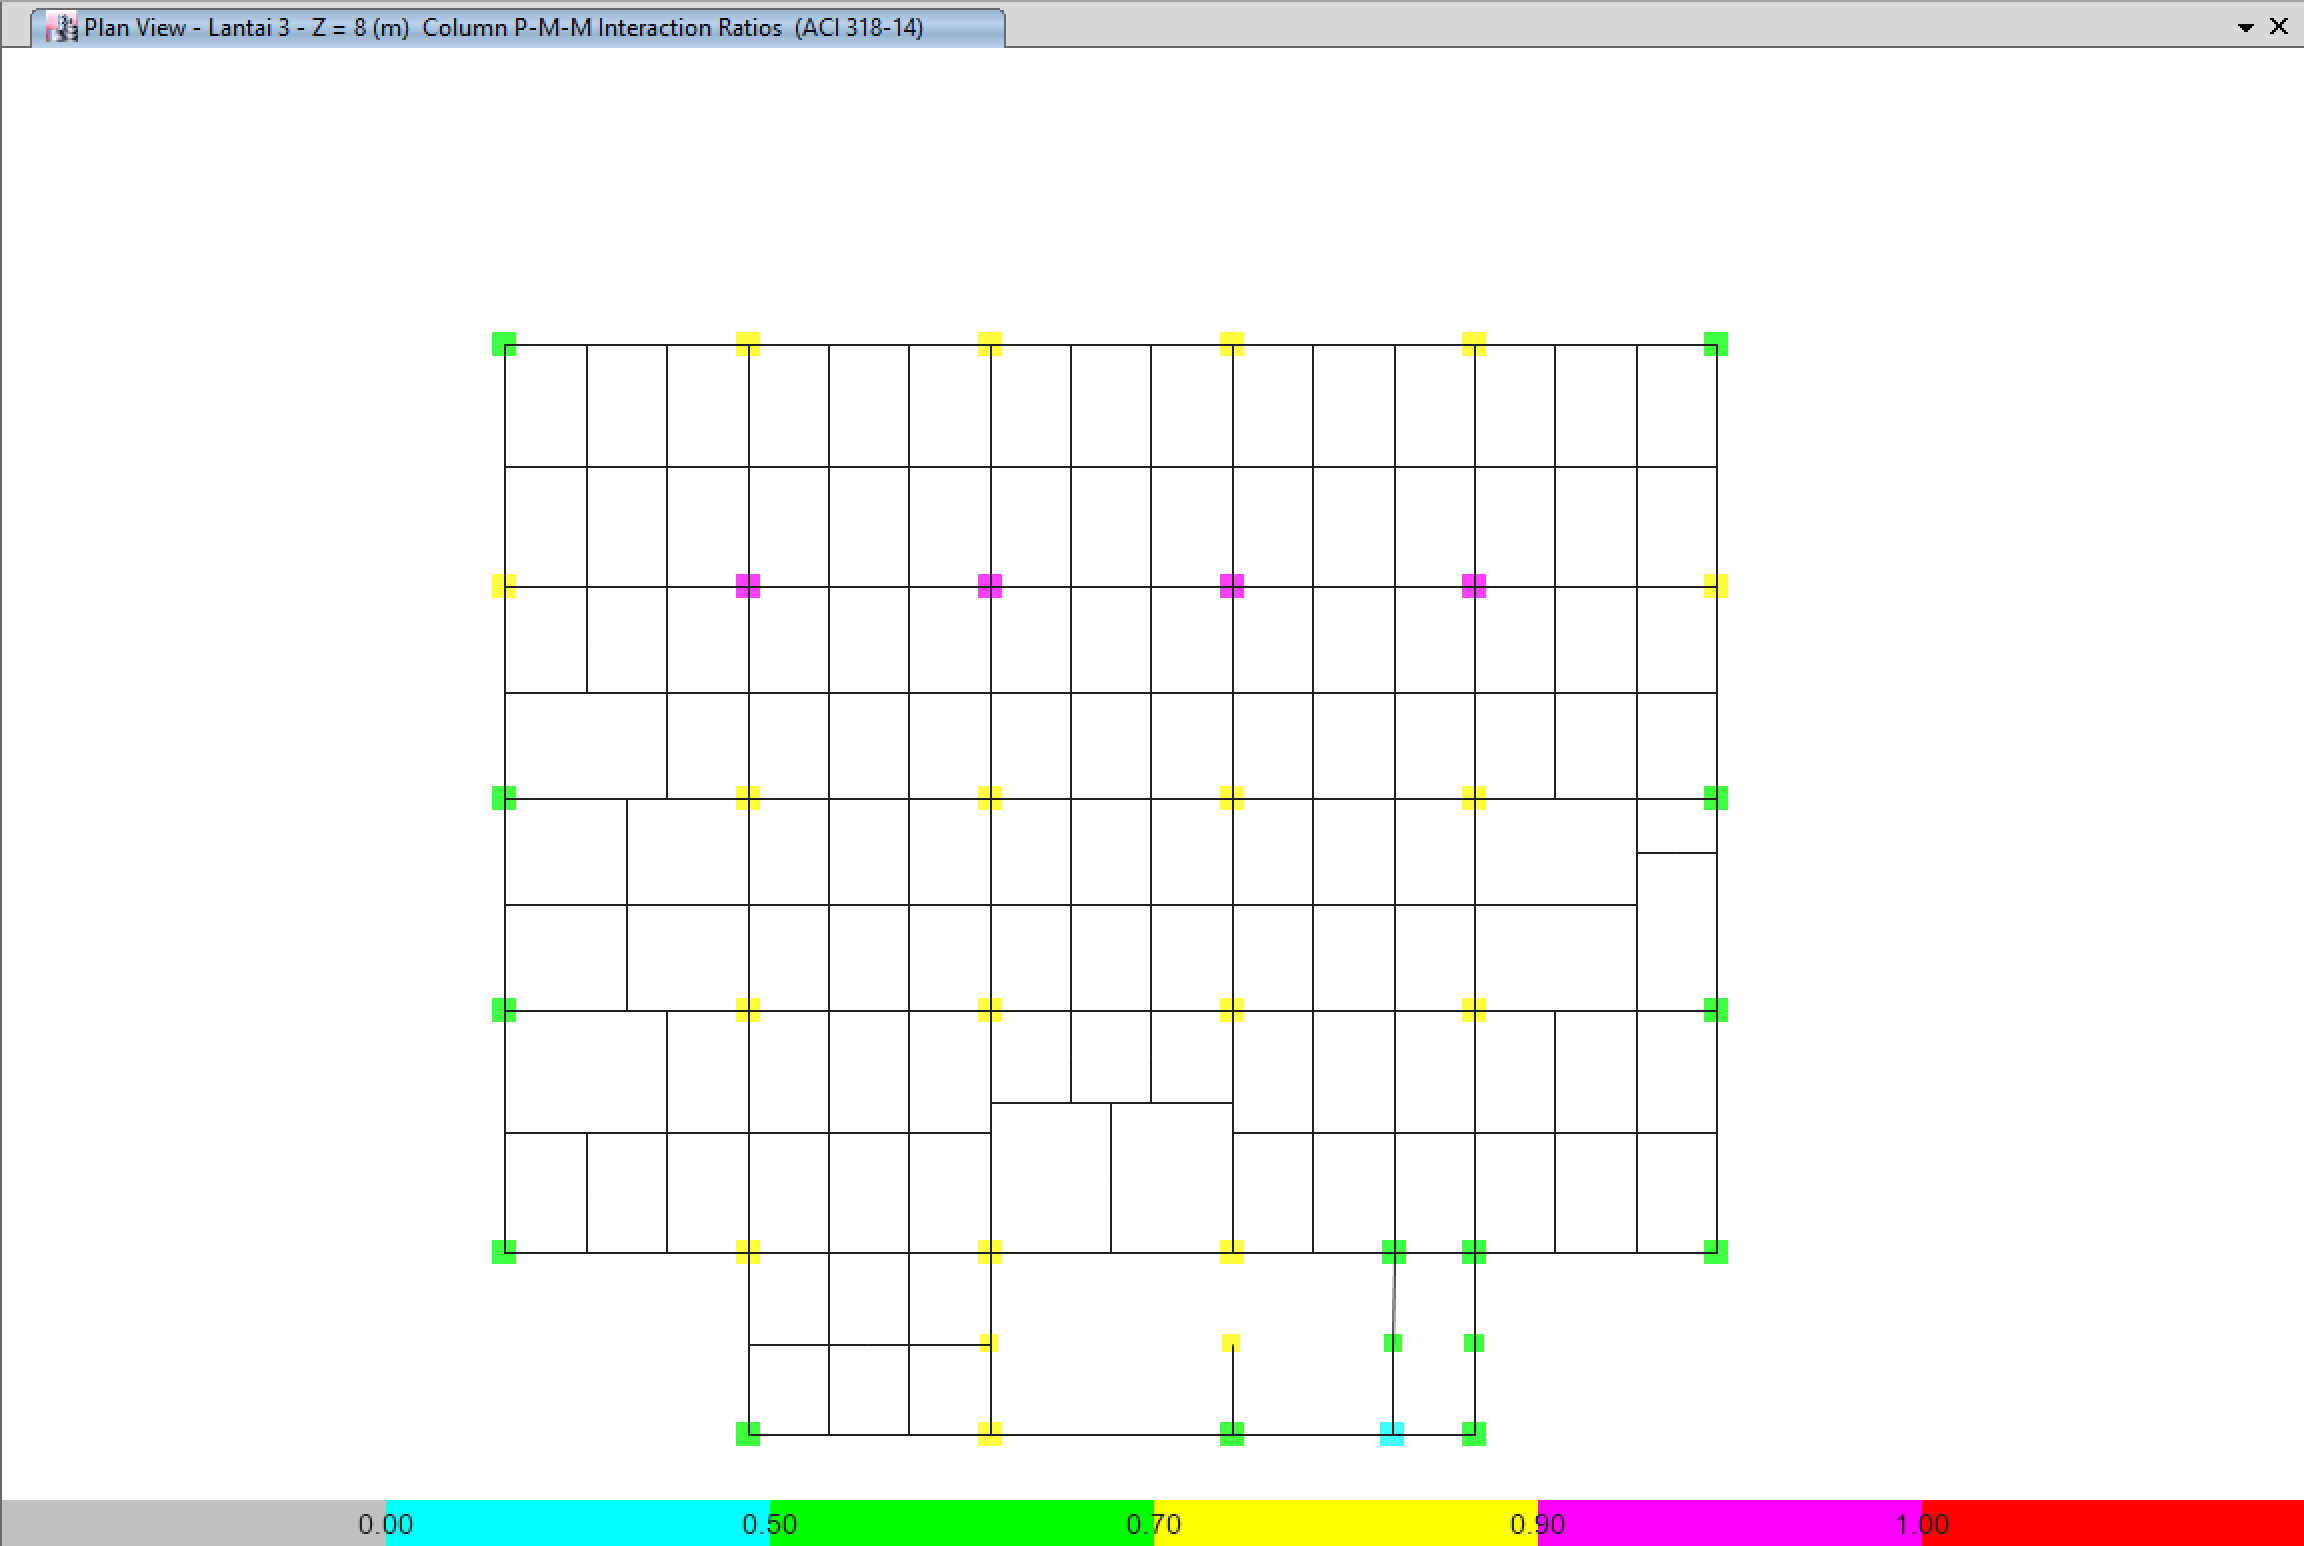 Plan View - Lantai 3 - Z = 8 (m)  Column P-M-M Interaction Ratios  (ACI 318-14)
0.00 0.50 0.70 0.90 1.00